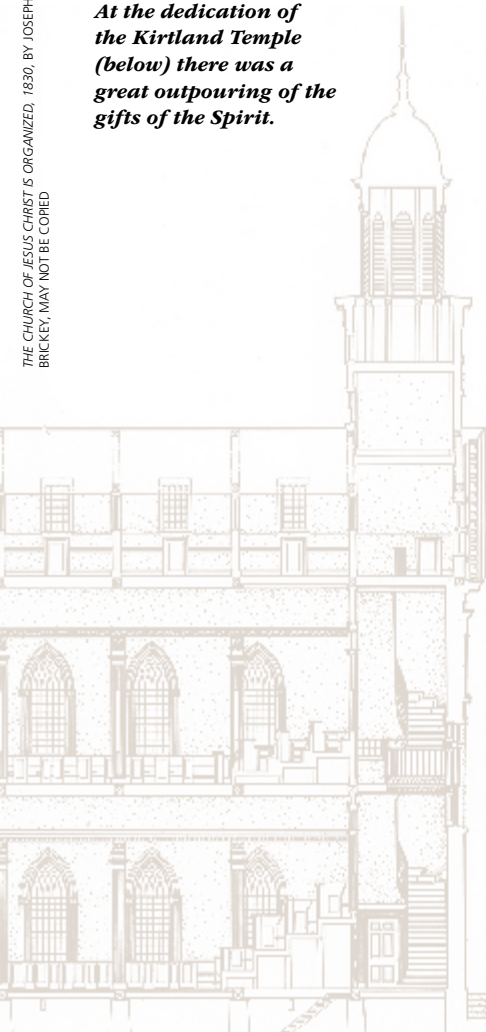 At the dedication of
the Kirtland Temple
(below) there was a
great outpouring of the
gifts of the Spirit.
THE CHURCH OF JESUS CHRIST IS ORGANIZED, 1830, BY JOSEPH
BRICKEY, MAY NOT BE COPIED